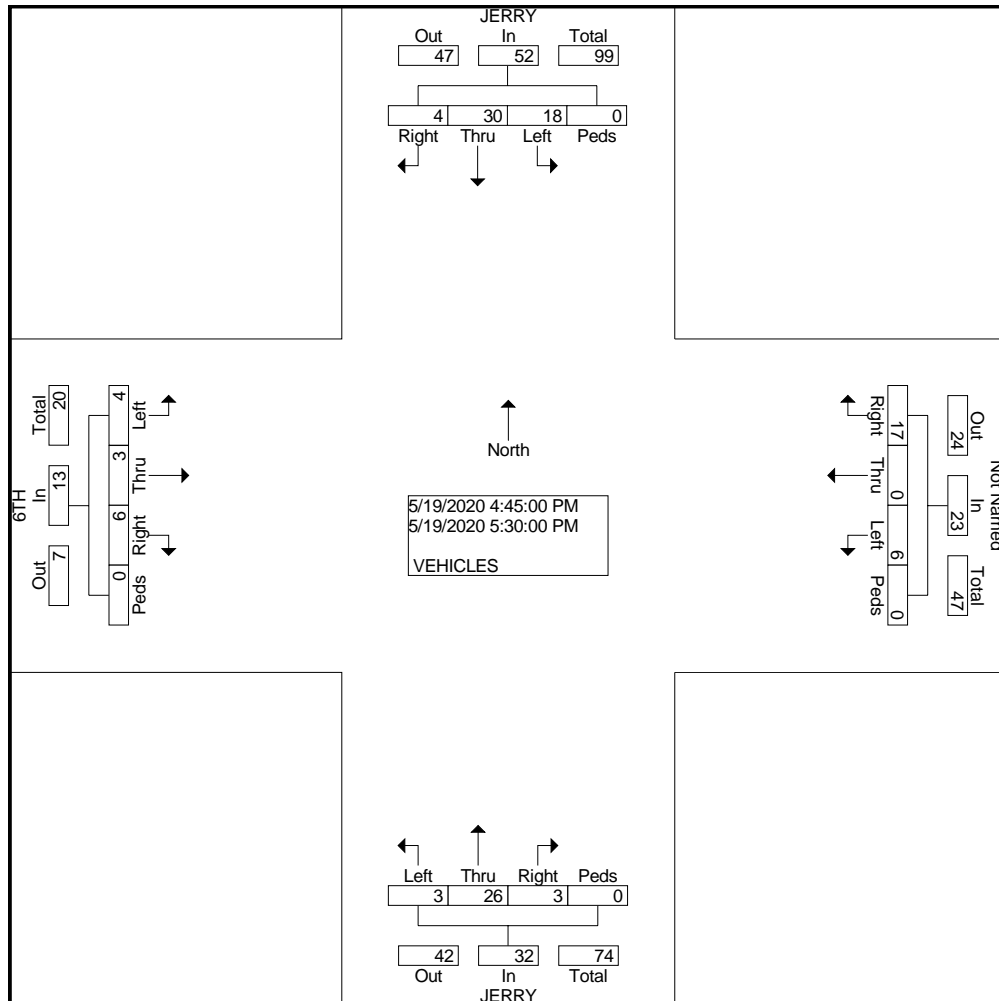 JERRY
Out In Total
47 52 99
4 30 18 0
Right Thru Left Peds
6TH
Total In Out
20 13 7
4 3 6 0
Left Thru Right Peds
North
5/19/2020 4:45:00 PM
5/19/2020 5:30:00 PM
VEHICLES
Not Named
Out In Total
24 23 47
17 0 6 0
Right Thru Left Peds
Left Thru Right Peds
3 26 3 0
42 32 74
Out In Total
JERRY